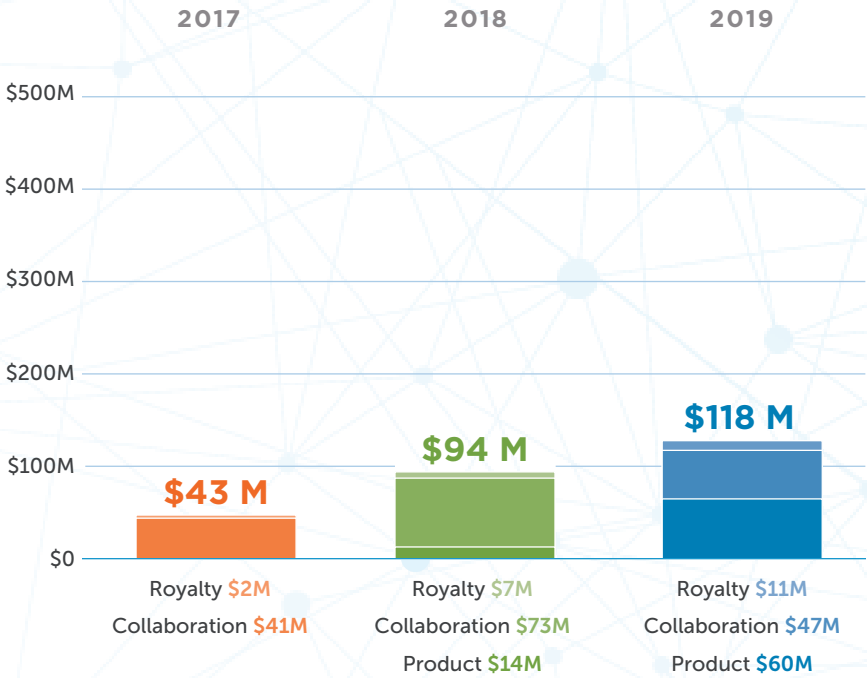 2017 2018 2019
$500M
$400M
$300M
$200M
$118 M
$94 M
$100M
$43 M
$0
Royalty $2M Royalty $7M Royalty $11M
Collaboration $41M Collaboration $73M Collaboration $47M
Product $14M Product $60M